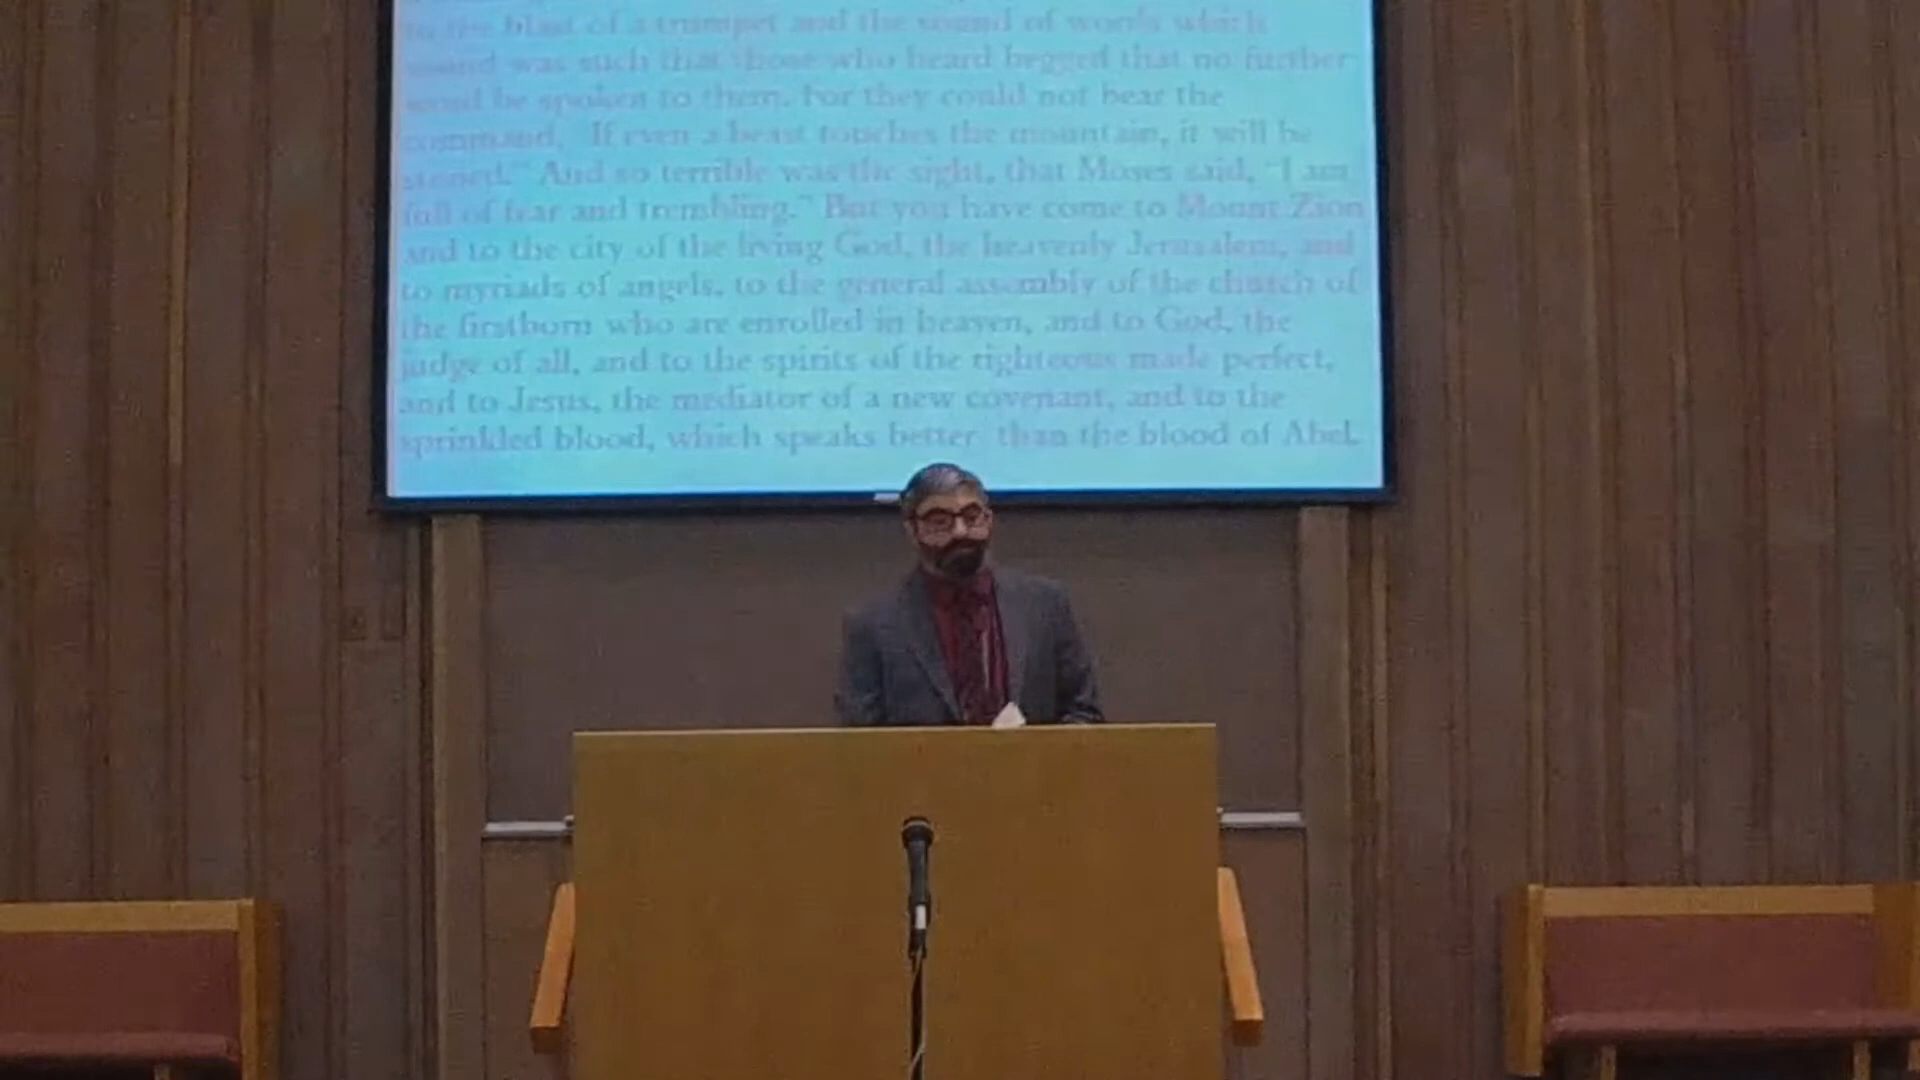 to the blast of a trumpet and the sound of words which
sound was such that those who heard begged that no further
word be spoken to them. For they could not bear the
command, "If even a beast touches the mountain, it will be
stoned." And so terrible was the sight, that Moses said, "I am
full of fear and trembling." But you have come to Mount Zion
and to the city of the living God, the heavenly Jerusalem, and
to myriads of angels, to the general assembly of the church of
the firstborn who are enrolled in heaven, and to God, the
judge of all, and to the spirits of the righteous made perfect,
and to Jesus, the mediator of a new covenant, and to the
sprinkled blood, which speaks better than the blood of Abel.